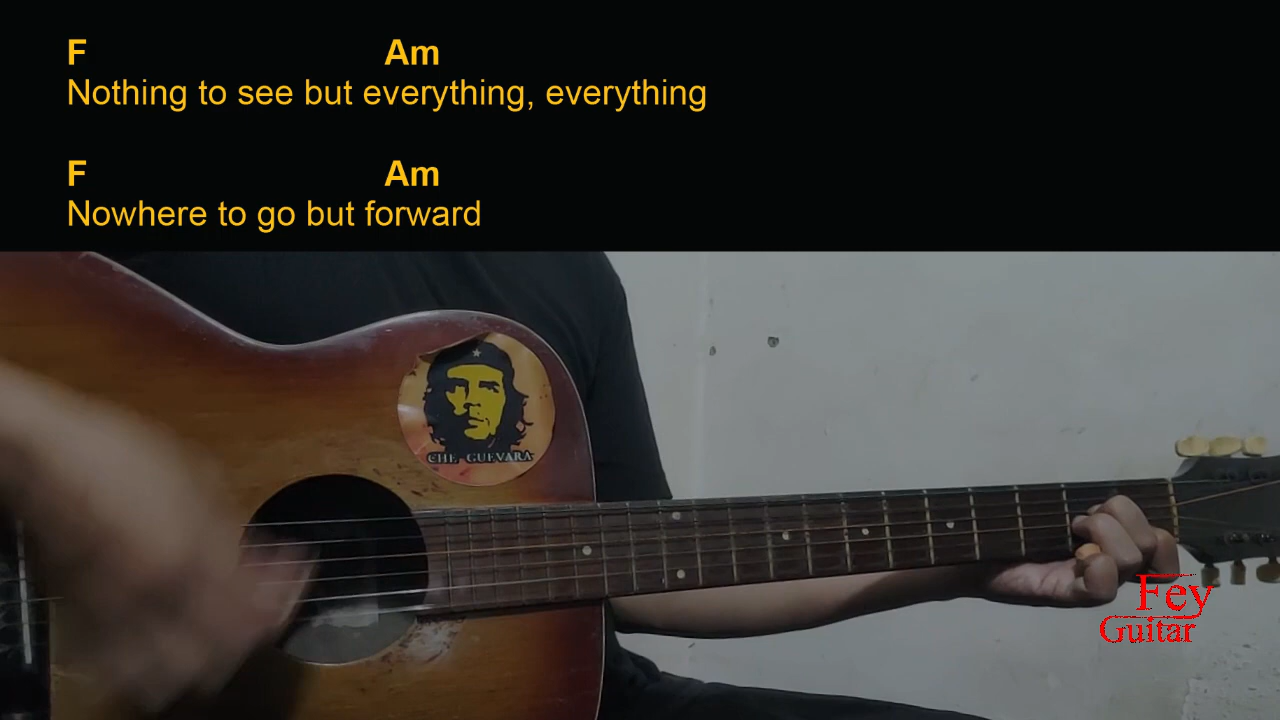 F Am
Nothing to see but everything, everything
F Am
Nowhere to go but forward
CHE GUEVARA
Fey
Guitar